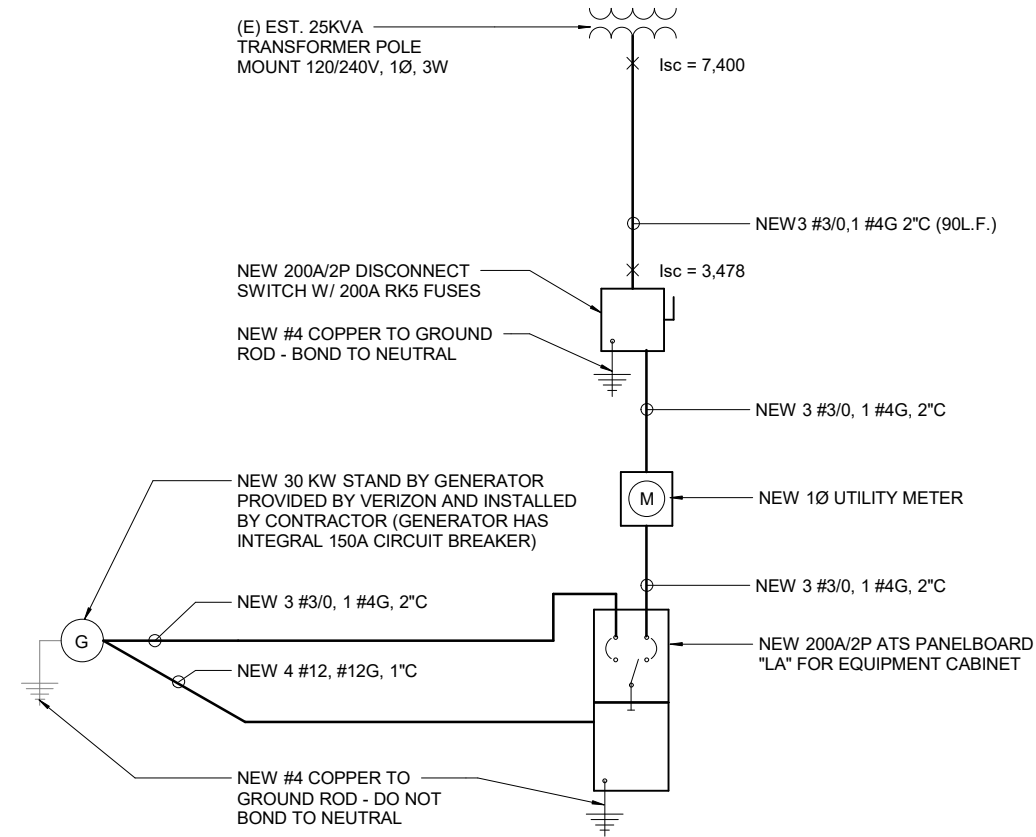 (E) EST. 25KVA
TRANSFORMER POLE
MOUNT 120/240V, 1Ø, 3W
Isc = 7,400
NEW3 #3/0,1 #4G 2"C (90L.F.)
NEW 200A/2P DISCONNECT
SWITCH W/ 200A RK5 FUSES
Isc = 3,478
NEW #4 COPPER TO GROUND
ROD - BOND TO NEUTRAL
NEW 3 #3/0, 1 #4G, 2"C
NEW 30 KW STAND BY GENERATOR
PROVIDED BY VERIZON AND INSTALLED
BY CONTRACTOR (GENERATOR HAS
INTEGRAL 150A CIRCUIT BREAKER)
M
NEW 1Ø UTILITY METER
NEW 3 #3/0, 1 #4G, 2"C
NEW 3 #3/0, 1 #4G, 2"C
G
NEW 4 #12, #12G, 1"C
NEW 200A/2P ATS PANELBOARD
"LA" FOR EQUIPMENT CABINET
NEW #4 COPPER TO
GROUND ROD - DO NOT
BOND TO NEUTRAL